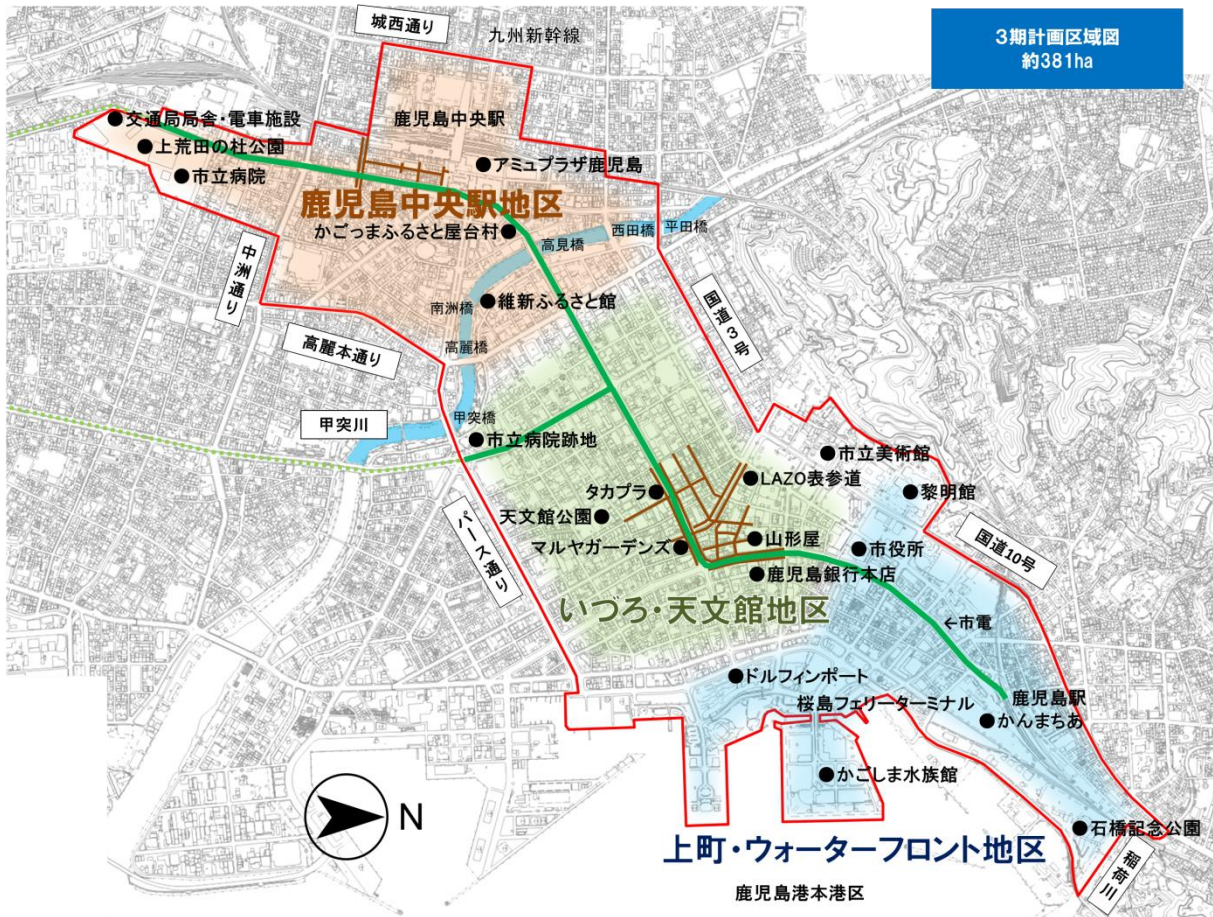 3期計画区域図
約381ha
城西通り
九州新幹線
交通局局舎・電車施設
鹿児島中央駅
上荒田の杜公園
アミュプラザ鹿児島
市立病院
鹿児島中央駅地区
かごっまふるさと屋台村
高見橋
西田橋
平田橋
中洲通り
南洲橋
維新ふるさと館
国道3号
高麗本通り
高麗橋
甲突川
甲突橋
市立病院跡地
市立美術館
LAZO表参道
タカプラ
黎明館
天文館公園
パース通り
マルヤガーデンズ
山形屋
市役所
国道10号
鹿児島銀行本店
いづろ・天文館地区
←市電
ドルフィンポート
桜島フェリーターミナル
鹿児島駅
かんまちあ
かごしま水族館
N
石橋記念公園
上町・ウォーターフロント地区
稲荷川
鹿児島港本港区